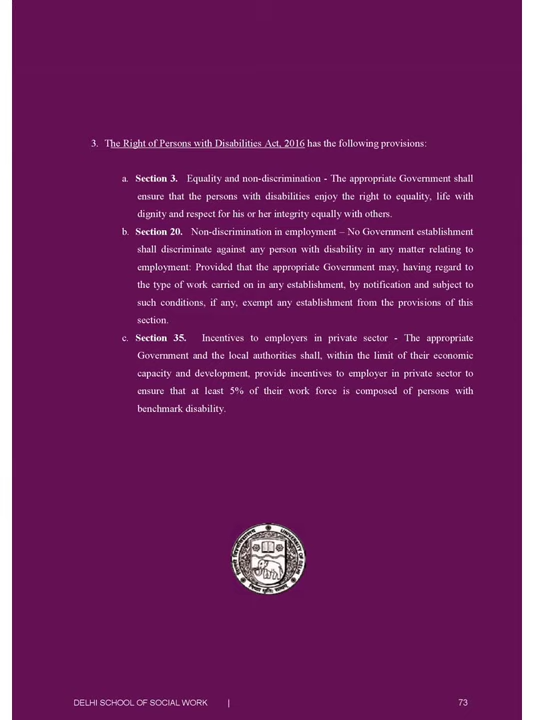 3. The Right of Persons with Disabilities Act, 2016 has the following provisions:
a. Section 3. Equality and non-discrimination - The appropriate Government shall
ensure that the persons with disabilities enjoy the right to equality, life with
dignity and respect for his or her integrity equally with others.
b. Section 20. Non-discrimination in employment – No Government establishment
shall discriminate against any person with disability in any matter relating to
employment: Provided that the appropriate Government may, having regard to
the type of work carried on in any establishment, by notification and subject to
such conditions, if any, exempt any establishment from the provisions of this
section.
c. Section 35. Incentives to employers in private sector - The appropriate
Government and the local authorities shall, within the limit of their economic
capacity and development, provide incentives to employer in private sector to
ensure that at least 5% of their work force is composed of persons with
benchmark disability.
UNIVERSITY OF DELHI
DELHI SCHOOL OF SOCIAL WORK | 73